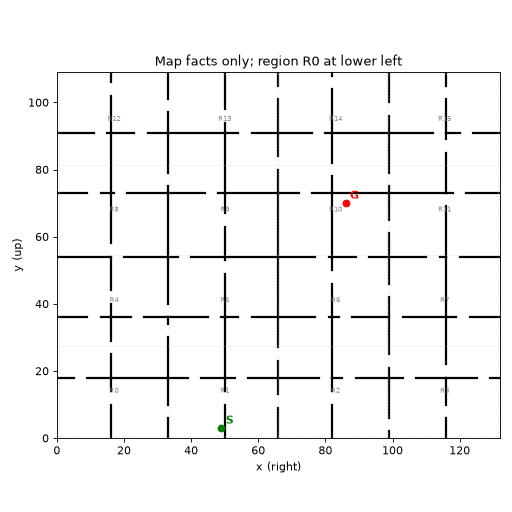 Map facts only; region R0 at lower left
100
R12 R13 R14 R15
80
G
R8 R9 R10 R11
60
y (up)
40
R4 R5 R6 R7
20
R0 R1 R2 R3
S
0
0 20 40 60 80 100 120
x (right)